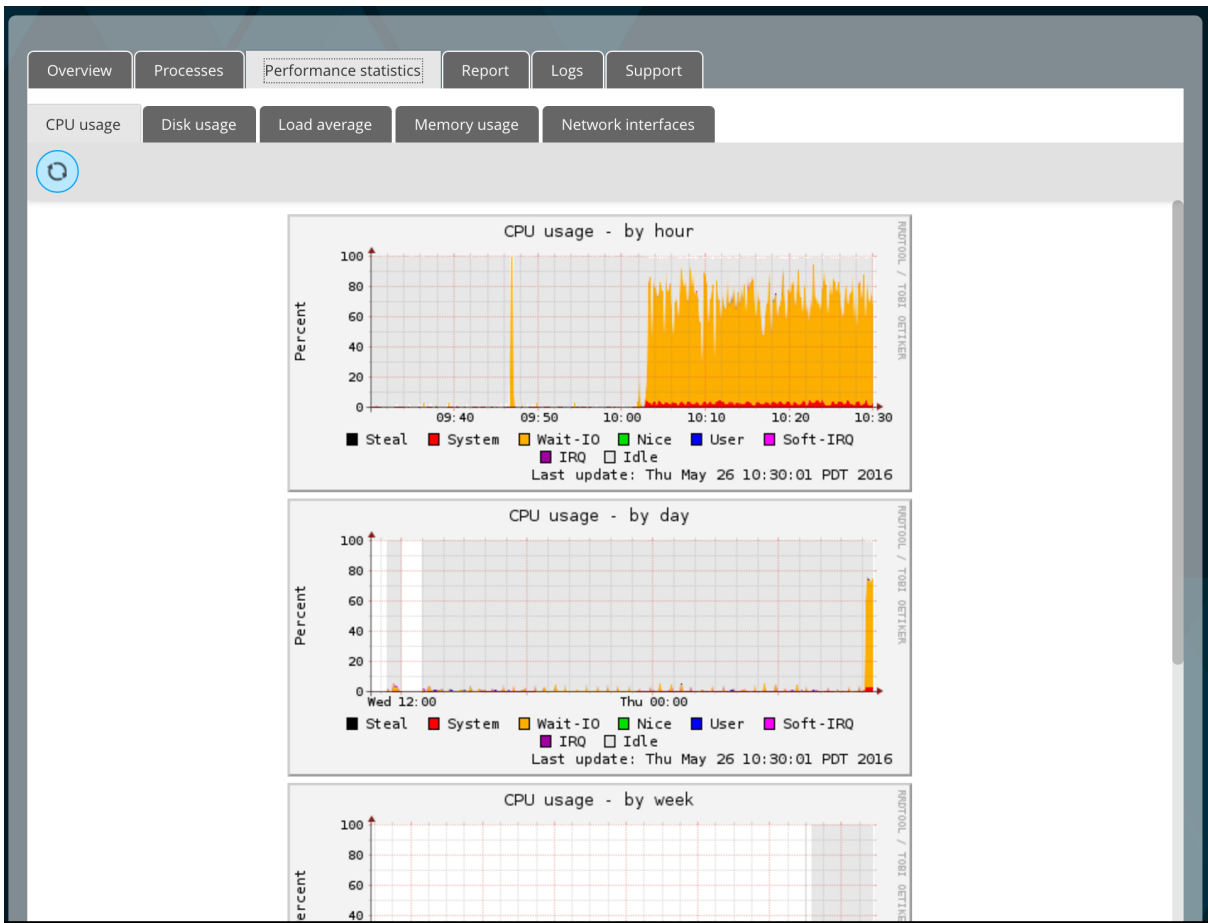 Overview Processes Performance statistics Report Logs Support
CPU usage Disk usage Load average Memory usage Network interfaces
CPU usage - by hour
RRDTOOL / TOBI OETIKER
Percent
100
80
60
40
20
0
09:40 09:50 10:00 10:10 10:20 10:30
Steal System Wait-IO Nice User Soft-IRQ
IRQ Idle
Last update: Thu May 26 10:30:01 PDT 2016
CPU usage - by day
RRDTOOL / TOBI OETIKER
Percent
100
80
60
40
20
0
Wed 12:00 Thu 00:00
Steal System Wait-IO Nice User Soft-IRQ
IRQ Idle
Last update: Thu May 26 10:30:01 PDT 2016
CPU usage - by week
RRDTOOL / TOBI OETIKE
ercent
100
80
60
40